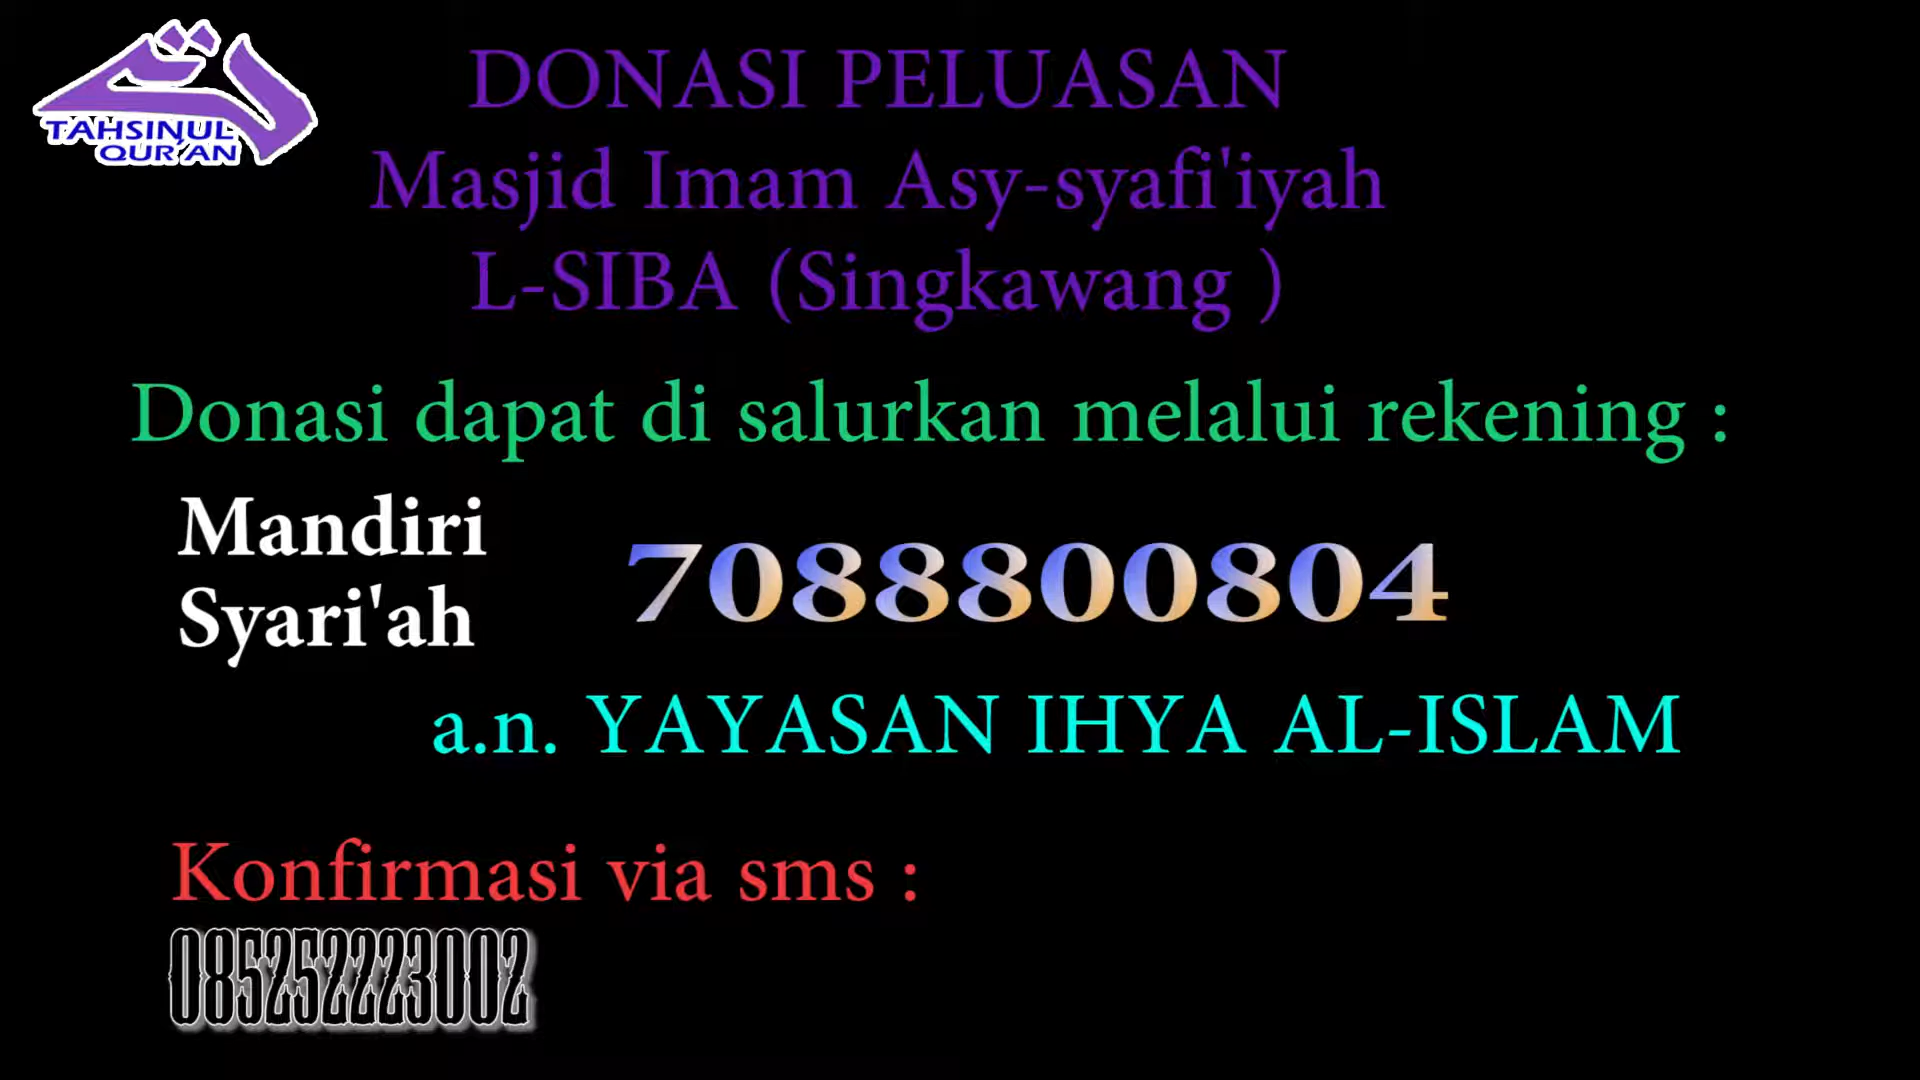 TAHSINUL
QUR'AN
DONASI PELUASAN
Masjid Imam Asy-syafi'iyah
L-SIBA (Singkawang )
Donasi dapat di salurkan melalui rekening :
Mandiri
Syari'ah
7088800804
a.n. YAYASAN IHYA AL-ISLAM
Konfirmasi via sms :
085252223002